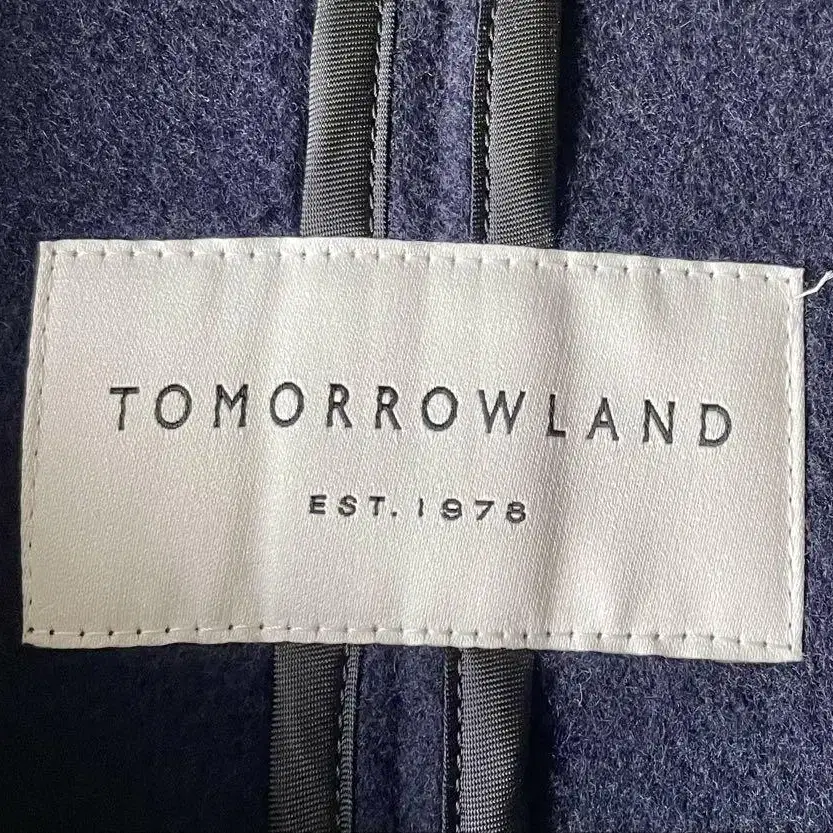 TOMORROWLAND
EST. 1978